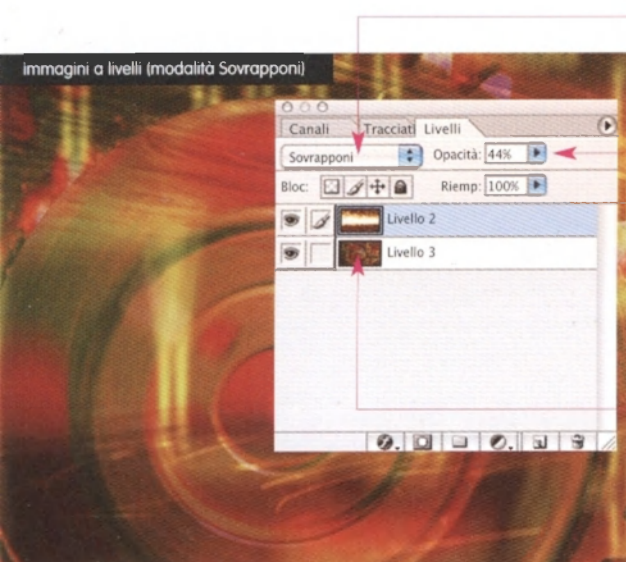 immagini a livelli (modalità Sovrapponi)
Canali Tracciati Livelli
Sovrapponi Opacità: 44%
Bloc: Riemp: 100%
Livello 2
Livello 3